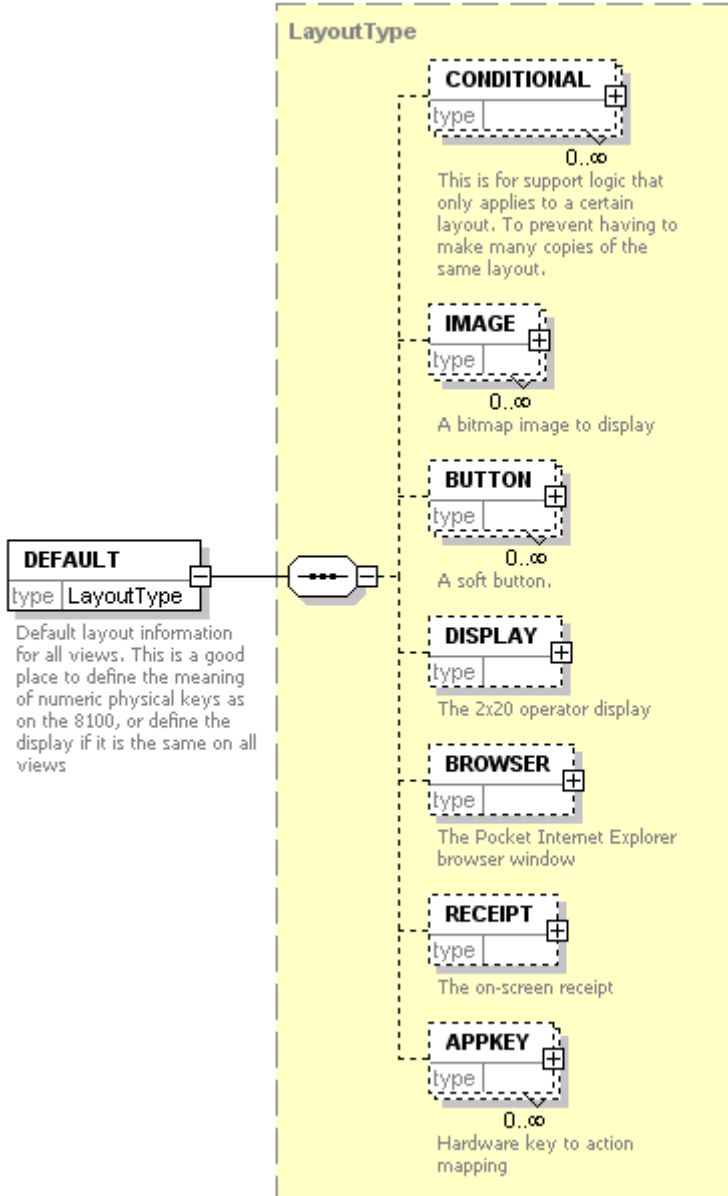 LayoutType
CONDITIONAL
type
0..∞
This is for support logic that
only applies to a certain
layout. To prevent having to
make many copies of the
same layout.
IMAGE
type
0..∞
A bitmap image to display
BUTTON
type
0..∞
A soft button.
DEFAULT
type LayoutType
Default layout information
for all views. This is a good
place to define the meaning
of numeric physical keys as
on the 8100, or define the
display if it is the same on all
views
DISPLAY
type
The 2x20 operator display
BROWSER
type
The Pocket Internet Explorer
browser window
RECEIPT
type
The on-screen receipt
APPKEY
type
0..∞
Hardware key to action
mapping